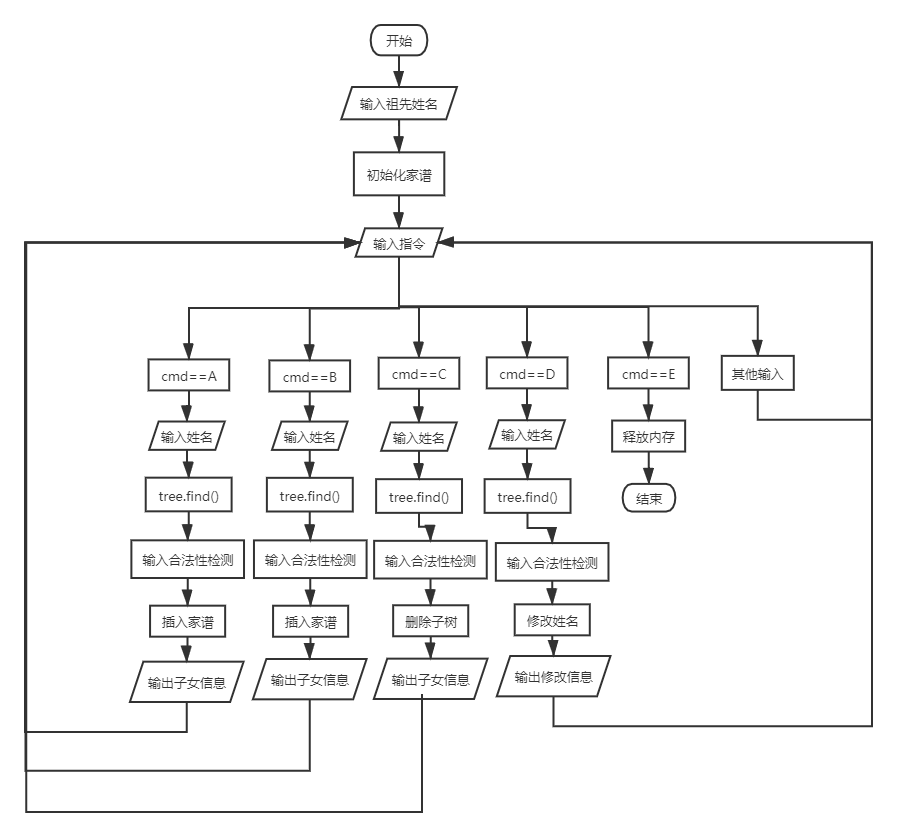 开始
输入祖先姓名
初始化家谱
输入指令
cmd==A
cmd==B
cmd==C
cmd==D
cmd==E
其他输入
输入姓名
输入姓名
输入姓名
输入姓名
释放内存
tree.find()
tree.find()
tree.find()
tree.find()
结束
输入合法性检测
输入合法性检测
输入合法性检测
输入合法性检测
插入家谱
插入家谱
删除子树
修改姓名
输出子女信息
输出子女信息
输出子女信息
输出修改信息